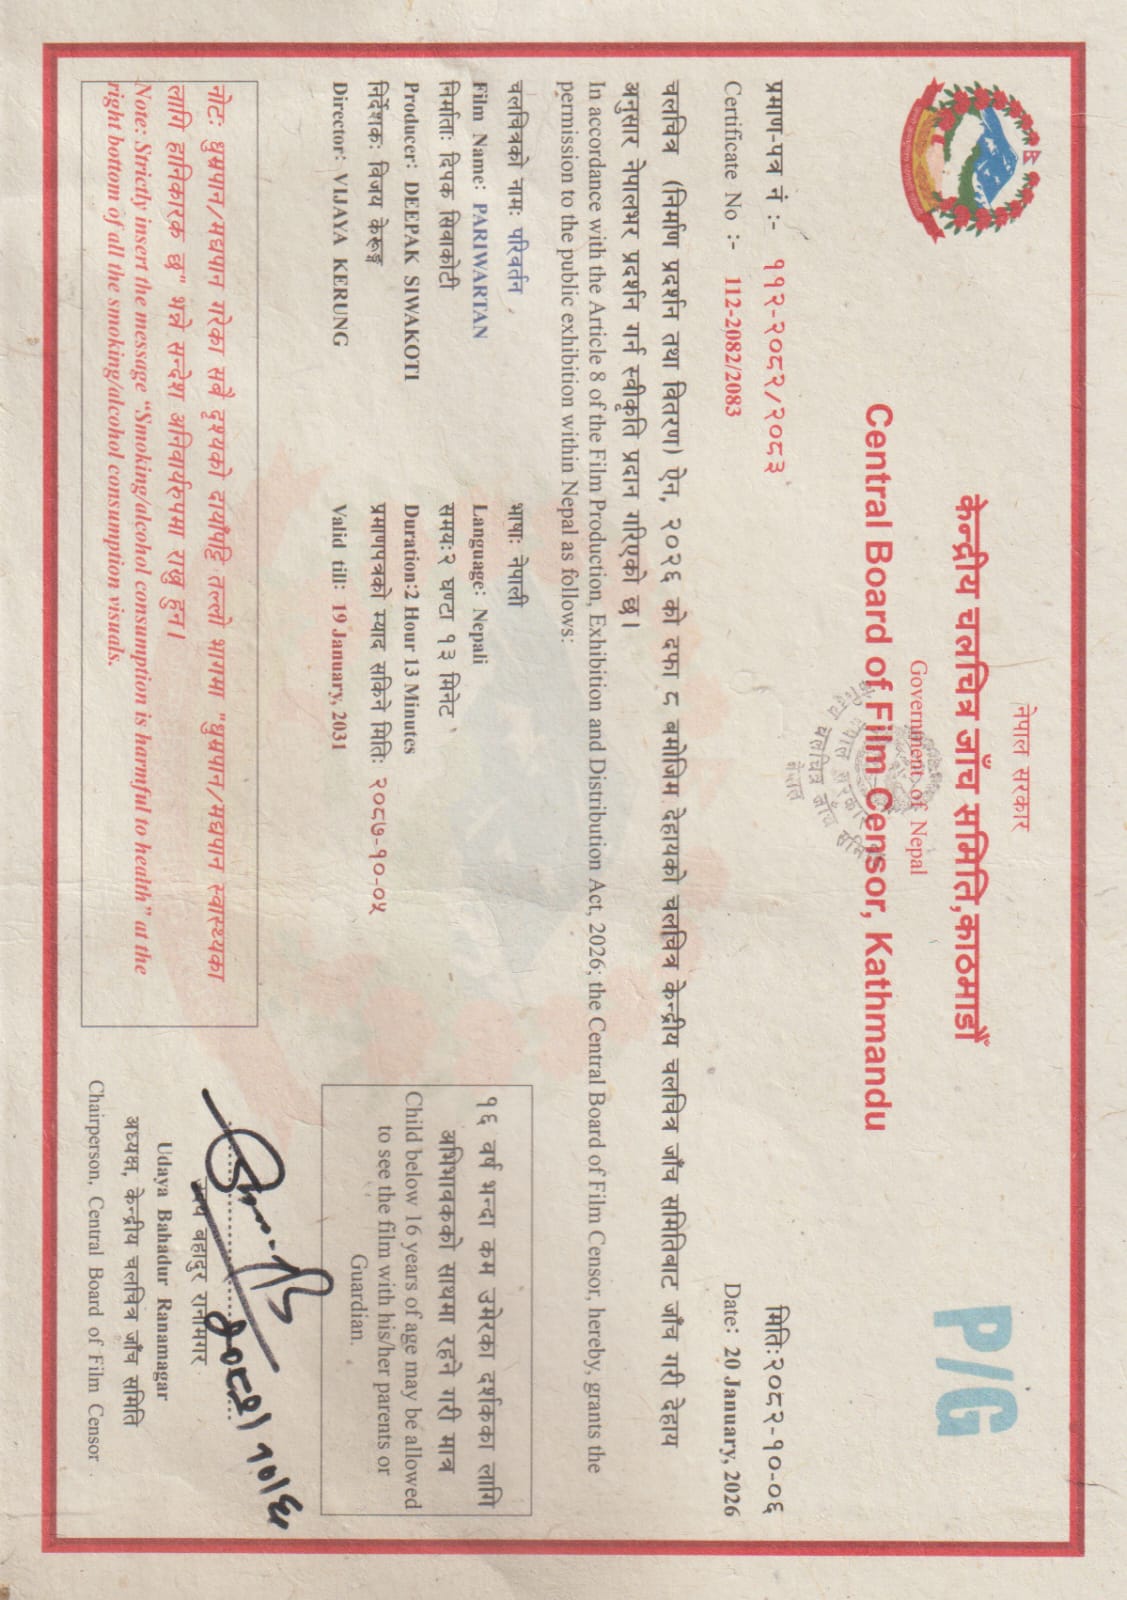 नेपाल सरकार
केन्द्रीय चलचित्र जाँच समिति,काठमाडौं
Government of Nepal
Central Board of Film Censor, Kathmandu
P/G
प्रमाण-पत्र नं :- ११२-२०८२/२०८३
मिति:२०८२-१०-०६
Certificate No :- 112-2082/2083
Date: 20 January, 2026
चलचित्र (निर्माण प्रदर्शन तथा वितरण) ऐन, २०२६ को दफा ८ बमोजिम देहायको चलचित्र केन्द्रीय चलचित्र जाँच समितिबाट जाँच गरी देहाय
अनुसार नेपालभर प्रदर्शन गर्न स्वीकृति प्रदान गरिएको छ।
In accordance with the Article 8 of the Film Production, Exhibition and Distribution Act, 2026; the Central Board of Film Censor, hereby, grants the
permission to the public exhibition within Nepal as follows:
चलचित्रको नामः परिवर्तन
भाषाः नेपाली
Film Name: PARIWARTAN
Language: Nepali
निर्माताः दिपक सिवाकोटी
समय:२ घण्टा १३ मिनेट
Producer: DEEPAK SIWAKOTI
Duration:2 Hour 13 Minutes
निर्देशकः विजय केरूङ्ग
प्रमाणपत्रको म्याद सकिने मिति: २०८७-१०-०५
Director: VIJAYA KERUNG
Valid till: 19 January, 2031
१६ वर्ष भन्दा कम उमेरका दर्शकका लागि
अभिभावकको साथमा रहने गरी मात्र
Child below 16 years of age may be allowed
to see the film with his/her parents or
Guardian.
नोटः धुम्रपान/मद्यपान गरेका सबै दृश्यको दायाँपट्टि तल्लो भागमा "धुम्रपान/मद्यपान स्वास्थ्यका
लागि हानिकारक छ" भन्ने सन्देश अनिवार्यरुपमा राख्नु हुन।
Note: Strictly insert the message "Smoking/alcohol consumption is harmful to health" at the
right bottom of all the smoking/alcohol consumption visuals.
२०८२।१०।६
बहादुर रानामगर
Udaya Bahadur Ranamagar
अध्यक्ष, केन्द्रीय चलचित्र जाँच समिति
Chairperson, Central Board of Film Censor